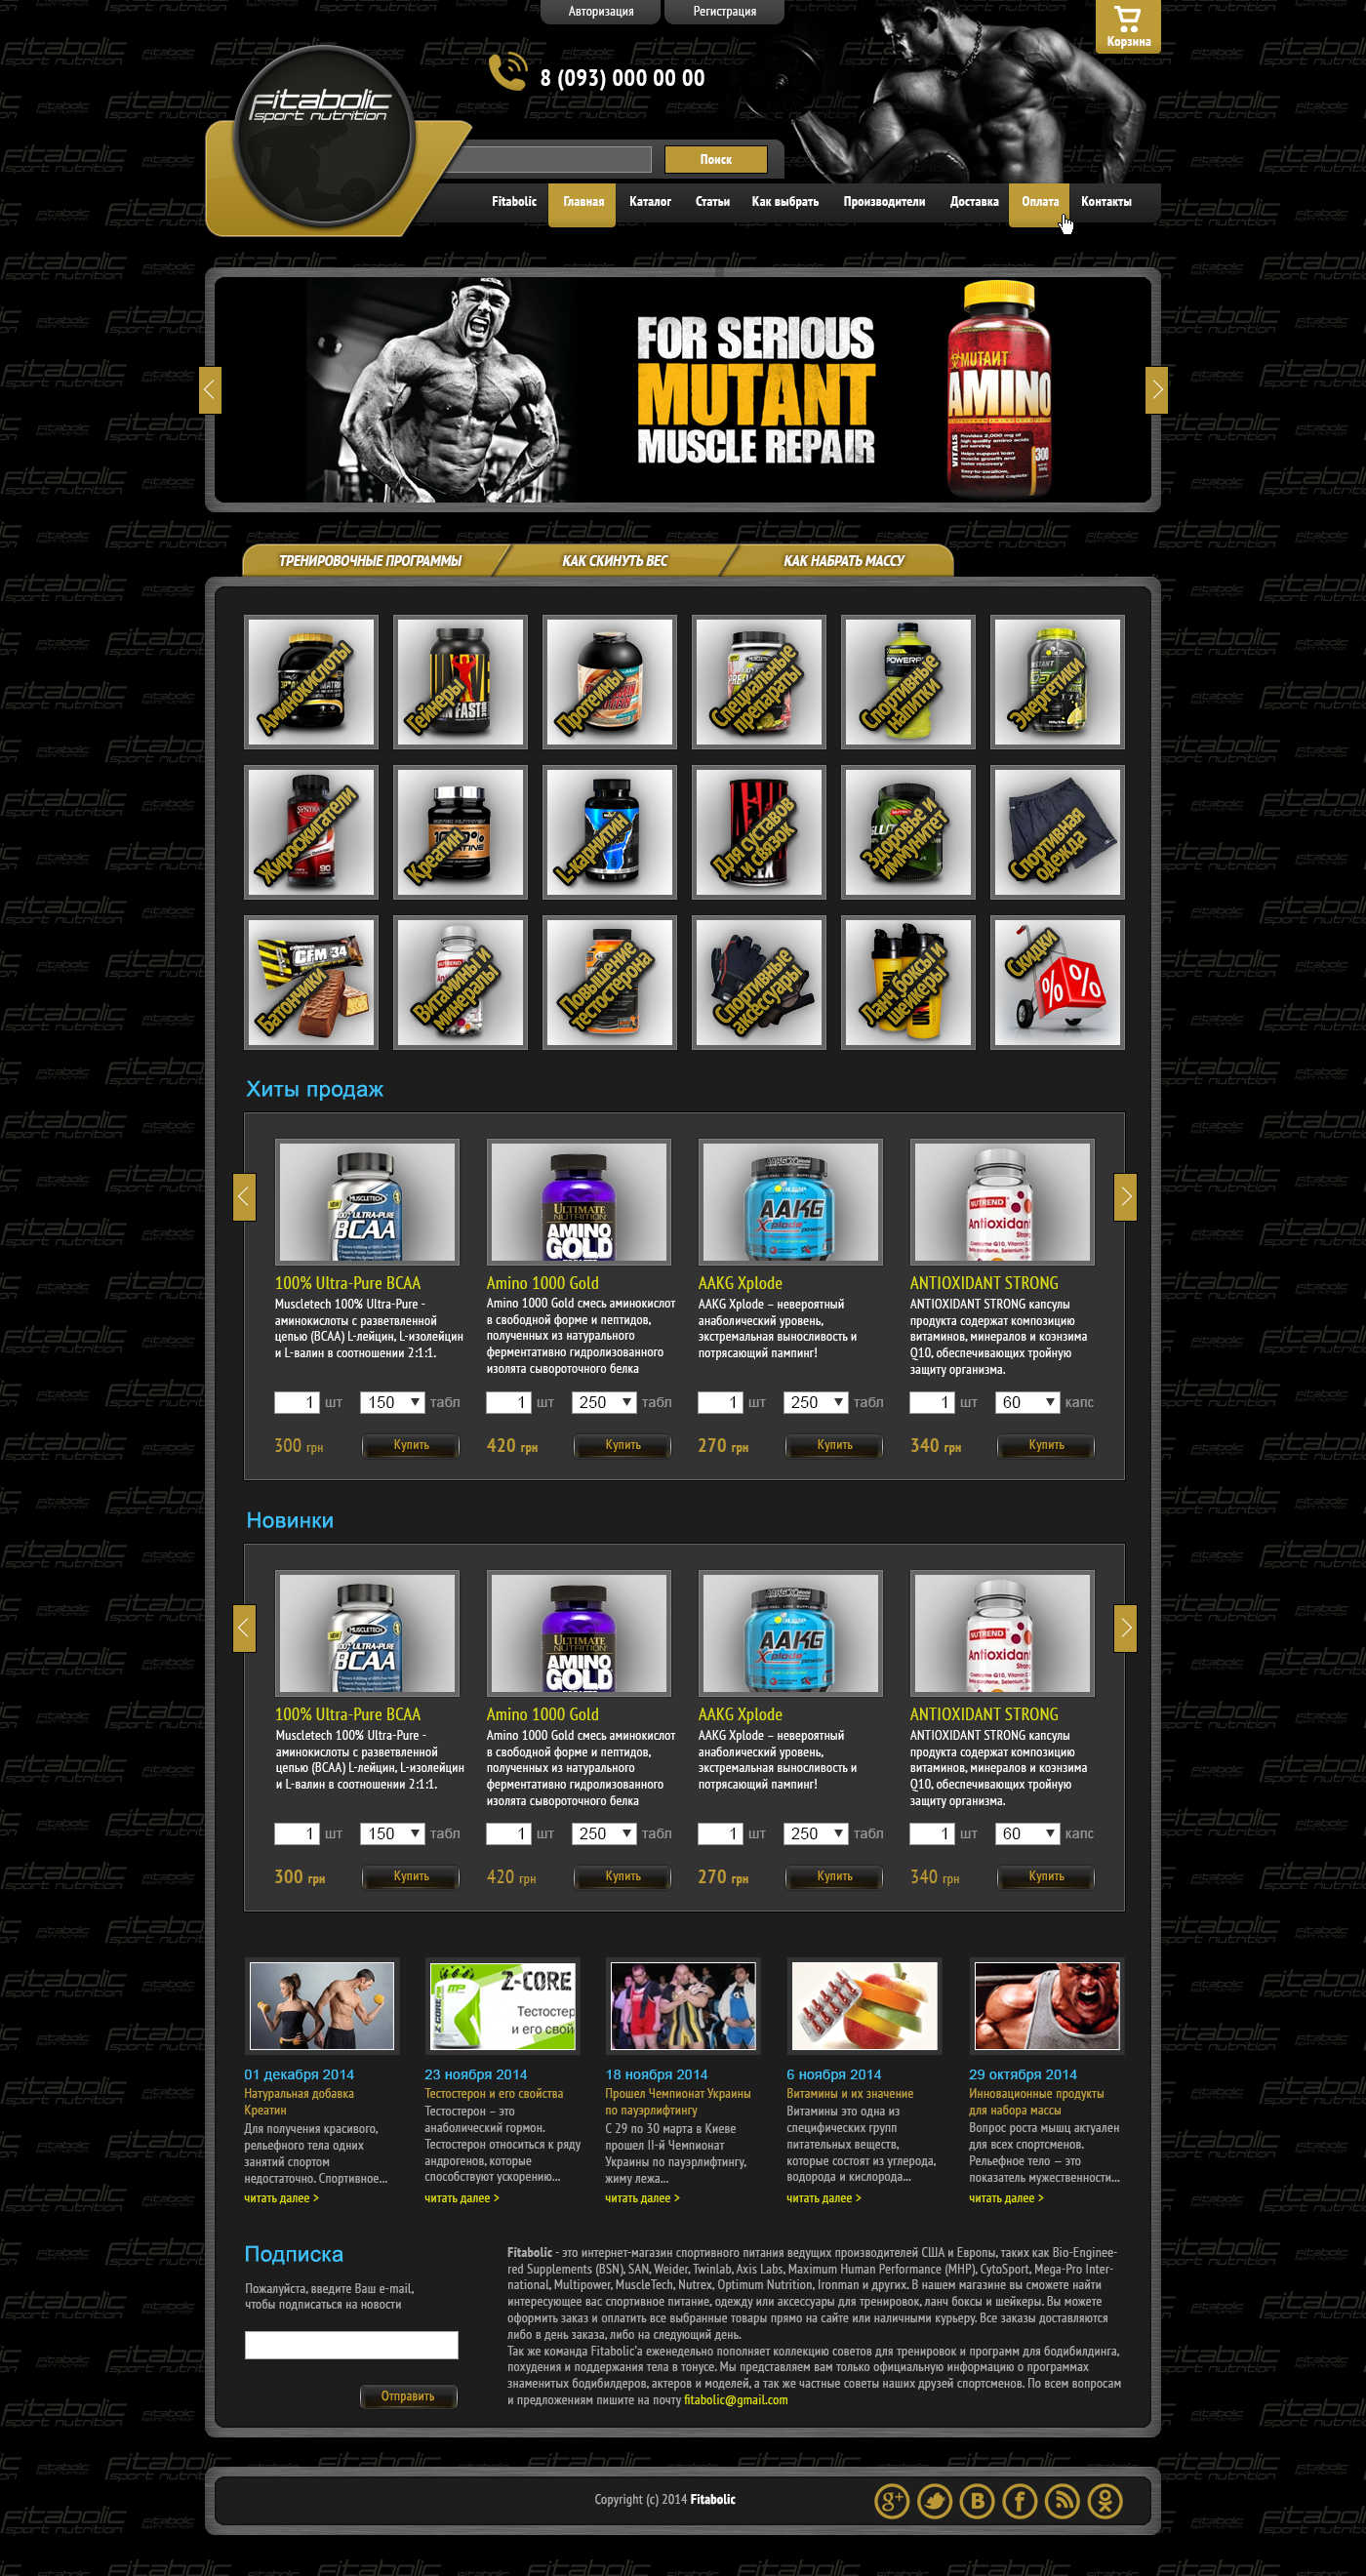 Авторизация
Регистрация
Корзина
8 (093) 000 00 00
Fitabolic
sport nutrition
Поиск
Fitabolic
Главная
Каталог
Статьи
Как выбрать
Производители
Доставка
Оплата
Контакты
FOR SERIOUS
MUTANT
MUSCLE REPAIR
MUTANT
AMINO
VITALS
300
ТРЕНИРОВОЧНЫЕ ПРОГРАММЫ
КАК СКИНУТЬ ВЕС
КАК НАБРАТЬ МАССУ
Аминокислоты
Гейнеры
Протеины
Специальные
препараты
Спортивные
напитки
Энергетики
Жиросжигатели
Креатин
L-карнитин
Для суставов
и связок
Здоровье и
иммунитет
Спортивная
одежда
Батончики
Витамины и
минералы
Повышение
тестостерона
Спортивные
аксессуары
Ланч боксы и
шейкеры
Скидки
Хиты продаж
MUSCLETECH
100% ULTRA-PURE
BCAA
ULTIMATE
NUTRITION
AMINO
GOLD
AAKG
Xplode
powder
NUTREND
Antioxidant
100% Ultra-Pure BCAA
Muscletech 100% Ultra-Pure -
аминокислоты с разветвленной
цепью (BCAA) L-лейцин, L-изолейцин
и L-валин в соотношении 2:1:1.
Amino 1000 Gold
Amino 1000 Gold смесь аминокислот
в свободной форме и пептидов,
полученных из натурального
ферментативно гидролизованного
изолята сывороточного белка
AAKG Xplode
AAKG Xplode – невероятный
анаболический уровень,
экстремальная выносливость и
потрясающий пампинг!
ANTIOXIDANT STRONG
ANTIOXIDANT STRONG капсулы
продукта содержат композицию
витаминов, минералов и коэнзима
Q10, обеспечивающих тройную
защиту организма.
1 шт 150 табл
1 шт 250 табл
1 шт 250 табл
1 шт 60 капс
300 грн Купить
420 грн Купить
270 грн Купить
340 грн Купить
Новинки
MUSCLETECH
100% ULTRA-PURE
BCAA
ULTIMATE
NUTRITION
AMINO
GOLD
AAKG
Xplode
powder
NUTREND
Antioxidant
100% Ultra-Pure BCAA
Muscletech 100% Ultra-Pure -
аминокислоты с разветвленной
цепью (BCAA) L-лейцин, L-изолейцин
и L-валин в соотношении 2:1:1.
Amino 1000 Gold
Amino 1000 Gold смесь аминокислот
в свободной форме и пептидов,
полученных из натурального
ферментативно гидролизованного
изолята сывороточного белка
AAKG Xplode
AAKG Xplode – невероятный
анаболический уровень,
экстремальная выносливость и
потрясающий пампинг!
ANTIOXIDANT STRONG
ANTIOXIDANT STRONG капсулы
продукта содержат композицию
витаминов, минералов и коэнзима
Q10, обеспечивающих тройную
защиту организма.
1 шт 150 табл
1 шт 250 табл
1 шт 250 табл
1 шт 60 капс
300 грн Купить
420 грн Купить
270 грн Купить
340 грн Купить
Z-CORE
Тестостер
и его свой
01 декабря 2014
Натуральная добавка
Креатин
Для получения красивого,
рельефного тела одних
занятий спортом
недостаточно. Спортивное...
читать далее >
23 ноября 2014
Тестостерон и его свойства
Тестостерон – это
анаболический гормон.
Тестостерон относиться к ряду
андрогенов, которые
способствуют ускорению...
читать далее >
18 ноября 2014
Прошел Чемпионат Украины
по пауэрлифтингу
С 29 по 30 марта в Киеве
прошел II-й Чемпионат
Украины по пауэрлифтингу,
жиму лежа...
читать далее >
6 ноября 2014
Витамины и их значение
Витамины это одна из
специфических групп
питательных веществ,
которые состоят из углерода,
водорода и кислорода...
читать далее >
29 октября 2014
Инновационные продукты
для набора массы
Вопрос роста мышц актуален
для всех спортсменов.
Рельефное тело — это
показатель мужественности...
читать далее >
Подписка
Пожалуйста, введите Ваш e-mail,
чтобы подписаться на новости
Отправить
Fitabolic - это интернет-магазин спортивного питания ведущих производителей США и Европы, таких как Bio-Enginee-
red Supplements (BSN), SAN, Weider, Twinlab, Axis Labs, Maximum Human Performance (MHP), CytoSport, Mega-Pro Inter-
national, Multipower, MuscleTech, Nutrex, Optimum Nutrition, Ironman и других. В нашем магазине вы сможете найти
интересующее вас спортивное питание, одежду или аксессуары для тренировок, ланч боксы и шейкеры. Вы можете
оформить заказ и оплатить все выбранные товары прямо на сайте или наличными курьеру. Все заказы доставляются
либо в день заказа, либо на следующий день.
Так же команда Fitabolic'a еженедельно пополняет коллекцию советов для тренировок и программ для бодибилдинга,
похудения и поддержания тела в тонусе. Мы представляем вам только официальную информацию о программах
знаменитых бодибилдеров, актеров и моделей, а так же частные советы наших друзей спортсменов. По всем вопросам
и предложениям пишите на почту fitabolic@gmail.com
Copyright (c) 2014 Fitabolic